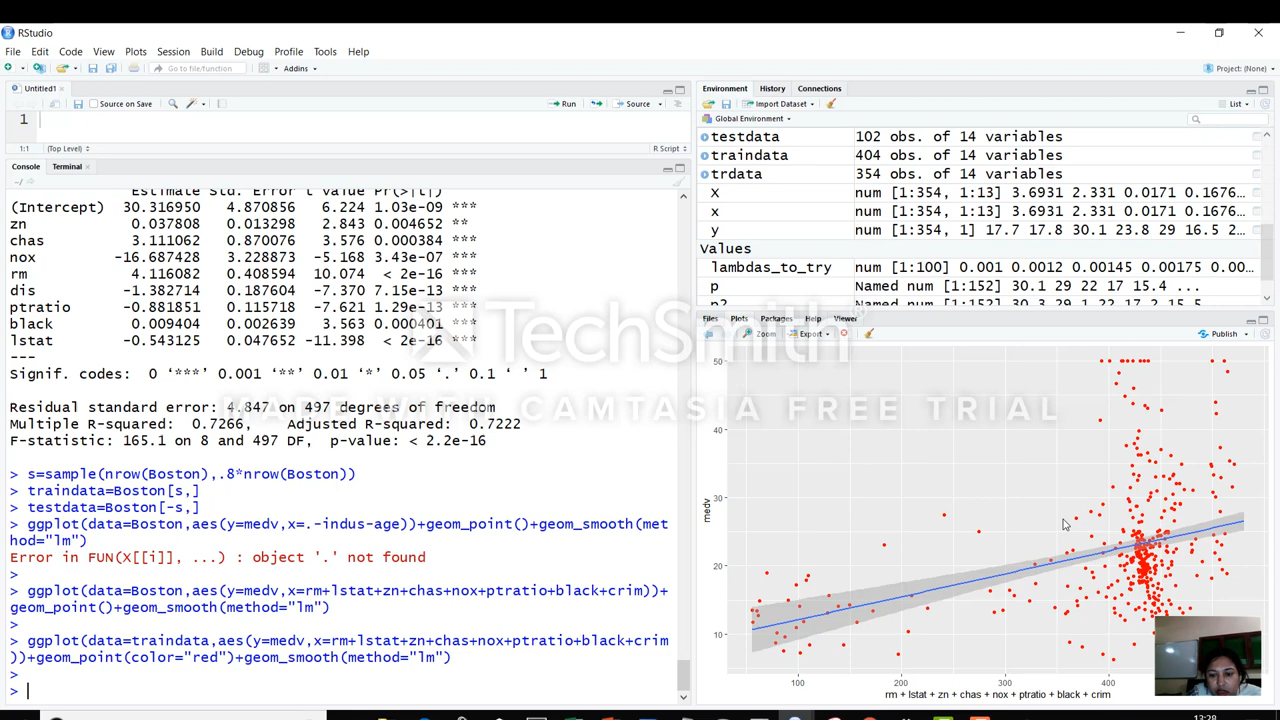 RStudio
File Edit Code View Plots Session Build Debug Profile Tools Help
Go to file/function Addins Project: (None)
Untitled1
Source on Save Run Source
1
1:1 (Top Level) R Script
Console Terminal
~/
Estimate Std. Error t value Pr(>|t|)
(Intercept) 30.316950 4.870856 6.224 1.03e-09 ***
zn 0.037808 0.013298 2.843 0.004652 **
chas 3.111062 0.870076 3.576 0.000384 ***
nox -16.687428 3.228873 -5.168 3.43e-07 ***
rm 4.116082 0.408594 10.074 < 2e-16 ***
dis -1.382714 0.187606 -7.370 7.15e-13 ***
ptratio -0.881851 0.115718 -7.621 1.29e-13 ***
black 0.009404 0.002639 3.563 0.000401 ***
lstat -0.543125 0.047652 -11.398 < 2e-16 ***
---
Signif. codes: 0 ‘***’ 0.001 ‘**’ 0.01 ‘*’ 0.05 ‘.’ 0.1 ‘ ’ 1
Residual standard error: 4.847 on 497 degrees of freedom
Multiple R-squared: 0.7266, Adjusted R-squared: 0.7222
F-statistic: 165.1 on 8 and 497 DF, p-value: < 2.2e-16
> s=sample(nrow(Boston),.8*nrow(Boston))
> traindata=Boston[s,]
> testdata=Boston[-s,]
> ggplot(data=Boston,aes(y=medv,x=.-indus-age))+geom_point()+geom_smooth(met
hod="lm")
Error in FUN(X[[i]], ...) : object '.' not found
>
> ggplot(data=Boston,aes(y=medv,x=rm+lstat+zn+chas+nox+ptratio+black+crim))+
geom_point()+geom_smooth(method="lm")
>
> ggplot(data=traindata,aes(y=medv,x=rm+lstat+zn+chas+nox+ptratio+black+crim
))+geom_point(color="red")+geom_smooth(method="lm")
>
>
Environment History Connections
Import Dataset List
Global Environment
testdata 102 obs. of 14 variables
traindata 404 obs. of 14 variables
trdata 354 obs. of 14 variables
X num [1:354, 1:13] 3.6931 2.331 0.0171 0.1676...
x num [1:354, 1:13] 3.6931 2.331 0.0171 0.1676...
y num [1:354, 1] 17.7 17.8 30.1 23.8 29 16.5 2...
Values
lambdas_to_try num [1:100] 0.001 0.0012 0.00145 0.00175 0.00...
p Named num [1:152] 30.1 29 22 17 15.4 ...
Files Plots Packages Help Viewer
Zoom Export Publish
50
40
30
20
10
medv
100 200 300 400
rm + lstat + zn + chas + nox + ptratio + black + crim
TechSmith
MADE WITH CAMTASIA FREE TRIAL
13:28